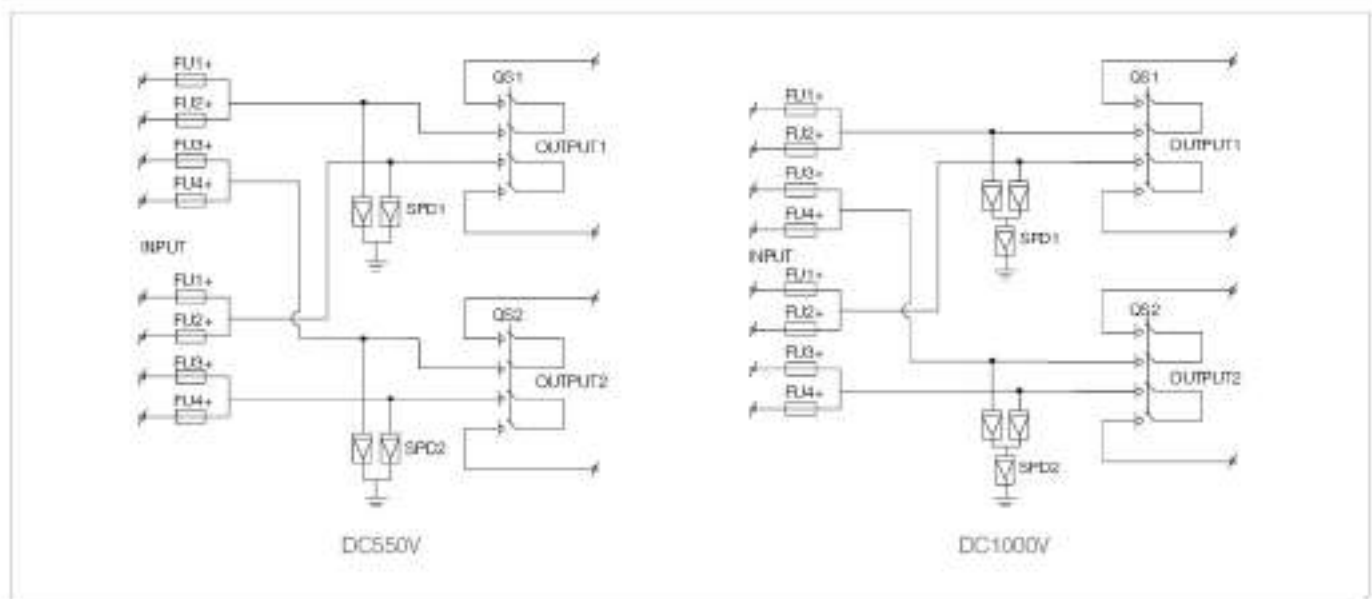 FU1+
FU2+
FU3+
FU4+
INPUT
FU1+
FU2+
FU3+
FU4+
QS1
OUTPUT1
SPD1
QS2
OUTPUT2
SPD2
DC550V
FU1+
FU2+
FU3+
FU4+
INPUT
FU1+
FU2+
FU3+
FU4+
QS1
OUTPUT1
SPD1
QS2
OUTPUT2
SPD2
DC1000V